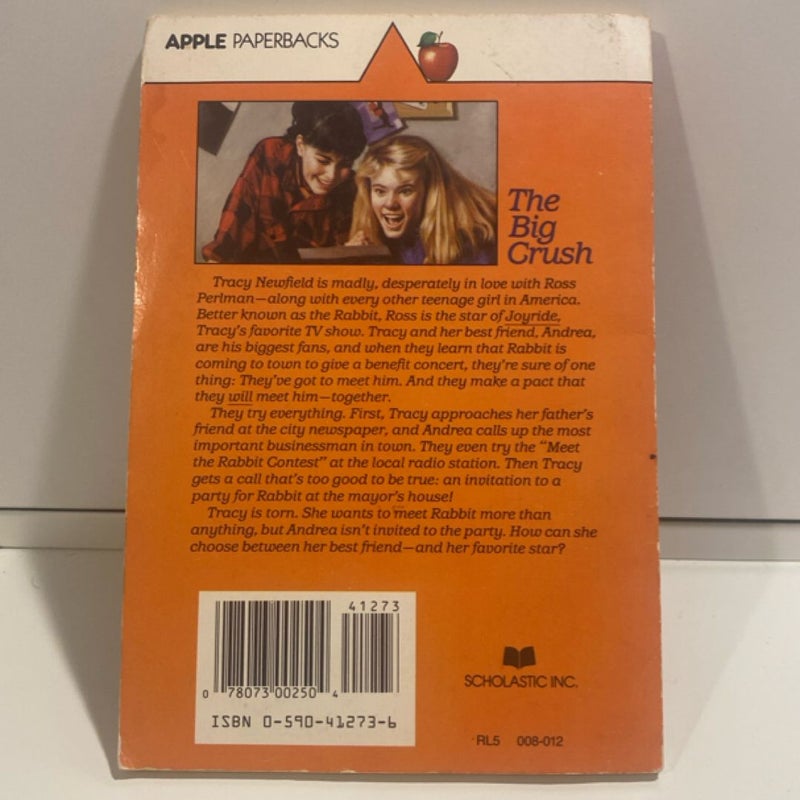 APPLE PAPERBACKS
The
Big
Crush
Tracy Newfield is madly, desperately in love with Ross
Perlman—along with every other teenage girl in America.
Better known as the Rabbit, Ross is the star of Joyride,
Tracy's favorite TV show. Tracy and her best friend, Andrea,
are his biggest fans, and when they learn that Rabbit is
coming to town to give a benefit concert, they're sure of one
thing: They've got to meet him. And they make a pact that
they will meet him—together.
They try everything. First, Tracy approaches her father's
friend at the city newspaper, and Andrea calls up the most
important businessman in town. They even try the "Meet
the Rabbit Contest" at the local radio station. Then Tracy
gets a call that's too good to be true: an invitation to a
party for Rabbit at the mayor's house!
Tracy is torn. She wants to meet Rabbit more than
anything, but Andrea isn't invited to the party. How can she
choose between her best friend—and her favorite star?
41273
0 78073 00250 4
ISBN 0-590-41273-6
SCHOLASTIC INC.
RL5 008-012